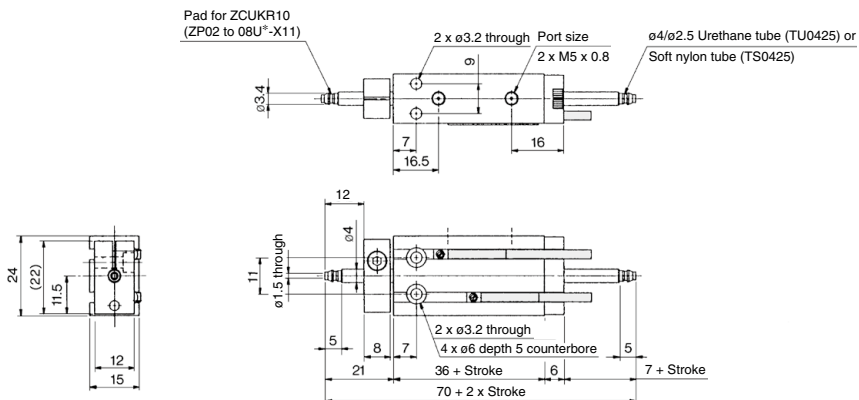 Pad for ZCUKR10
(ZP02 to 08U*-X11)
2 x ø3.2 through
Port size
2 x M5 x 0.8
ø4/ø2.5 Urethane tube (TU0425) or
Soft nylon tube (TS0425)
ø3.4
9
7
16
16.5
12
ø4
ø1.5 through
11
24
(22)
11.5
12
15
2 x ø3.2 through
4 x ø6 depth 5 counterbore
5
8
7
5
21
36 + Stroke
6
7 + Stroke
70 + 2 x Stroke